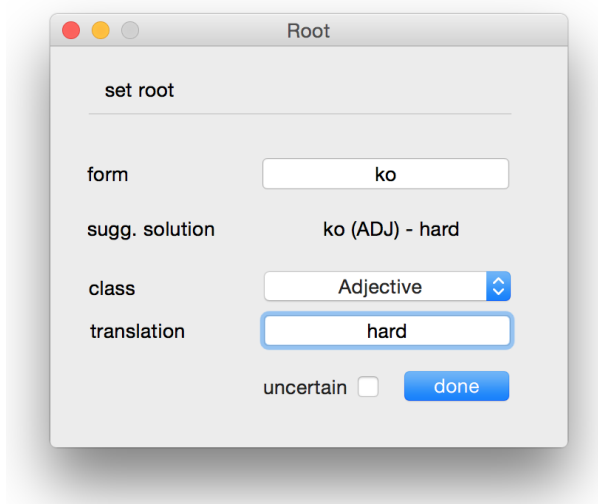 Root
set root
form ko
sugg. solution ko (ADJ) - hard
class Adjective
translation hard
uncertain done